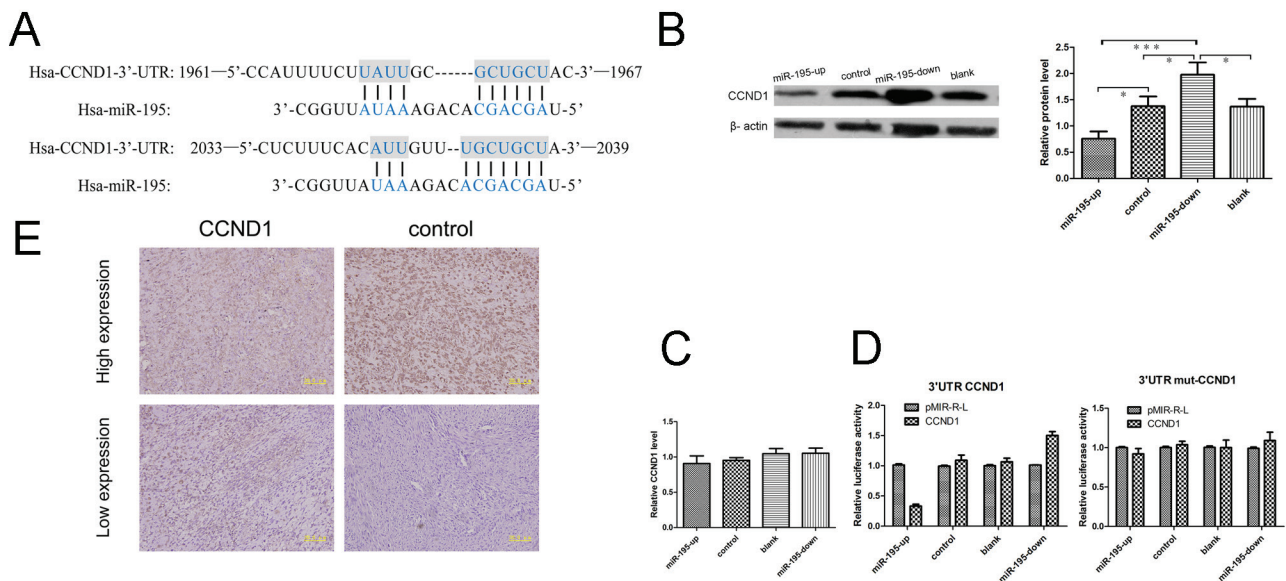 A
Hsa-CCND1-3'-UTR: 1961—5'-CCAUUUUCUUAUUGC------GCUGCUAC-3'—1967
Hsa-miR-195: 3'-CGGUUAUAAAGACACGACGAU-5'
Hsa-CCND1-3'-UTR: 2033—5'-CUCUUUCACAUUGUU--UGCUGCUA-3'—2039
Hsa-miR-195: 3'-CGGUUAUAAAGACACGACGAU-5'
B
miR-195-up control miR-195-down blank
CCND1
β- actin
Relative protein level
2.5
2.0
1.5
1.0
0.5
0.0
***
* *
*
miR-195-up control miR-195-down blank
E
CCND1 control
High expression
Low expression
C
Relative CCND1 level
1.5
1.0
0.5
0.0
miR-195-up control blank miR-195-down
D
3'UTR CCND1
pMIR-R-L
CCND1
Relative luciferase activity
2.0
1.5
1.0
0.5
0.0
miR-195-up control blank miR-195-down
3'UTR mut-CCND1
pMIR-R-L
CCND1
Relative luciferase activity
1.5
1.0
0.5
0.0
miR-195-up control blank miR-195-down